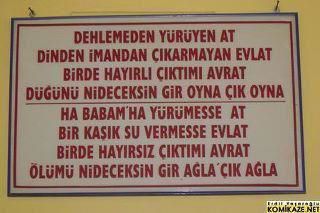 DEHLEMEDEN YÜRÜYEN AT
DİNDEN İMANDAN ÇIKARMAYAN EVLAT
BİRDE HAYIRLI ÇIKTIMI AVRAT
DÜĞÜNÜ NİDECEKSİN GİR OYNA ÇIK OYNA
HA BABAM'HA YÜRÜMESSE AT
BİR KAŞIK SU VERMESSE EVLAT
BİRDE HAYIRSIZ ÇIKTIMI AVRAT
ÖLÜMÜ NİDECEKSİN GİR AĞLA'ÇIK AĞLA
Erdil Yaşaroğlu
KOMIKAZE.NET